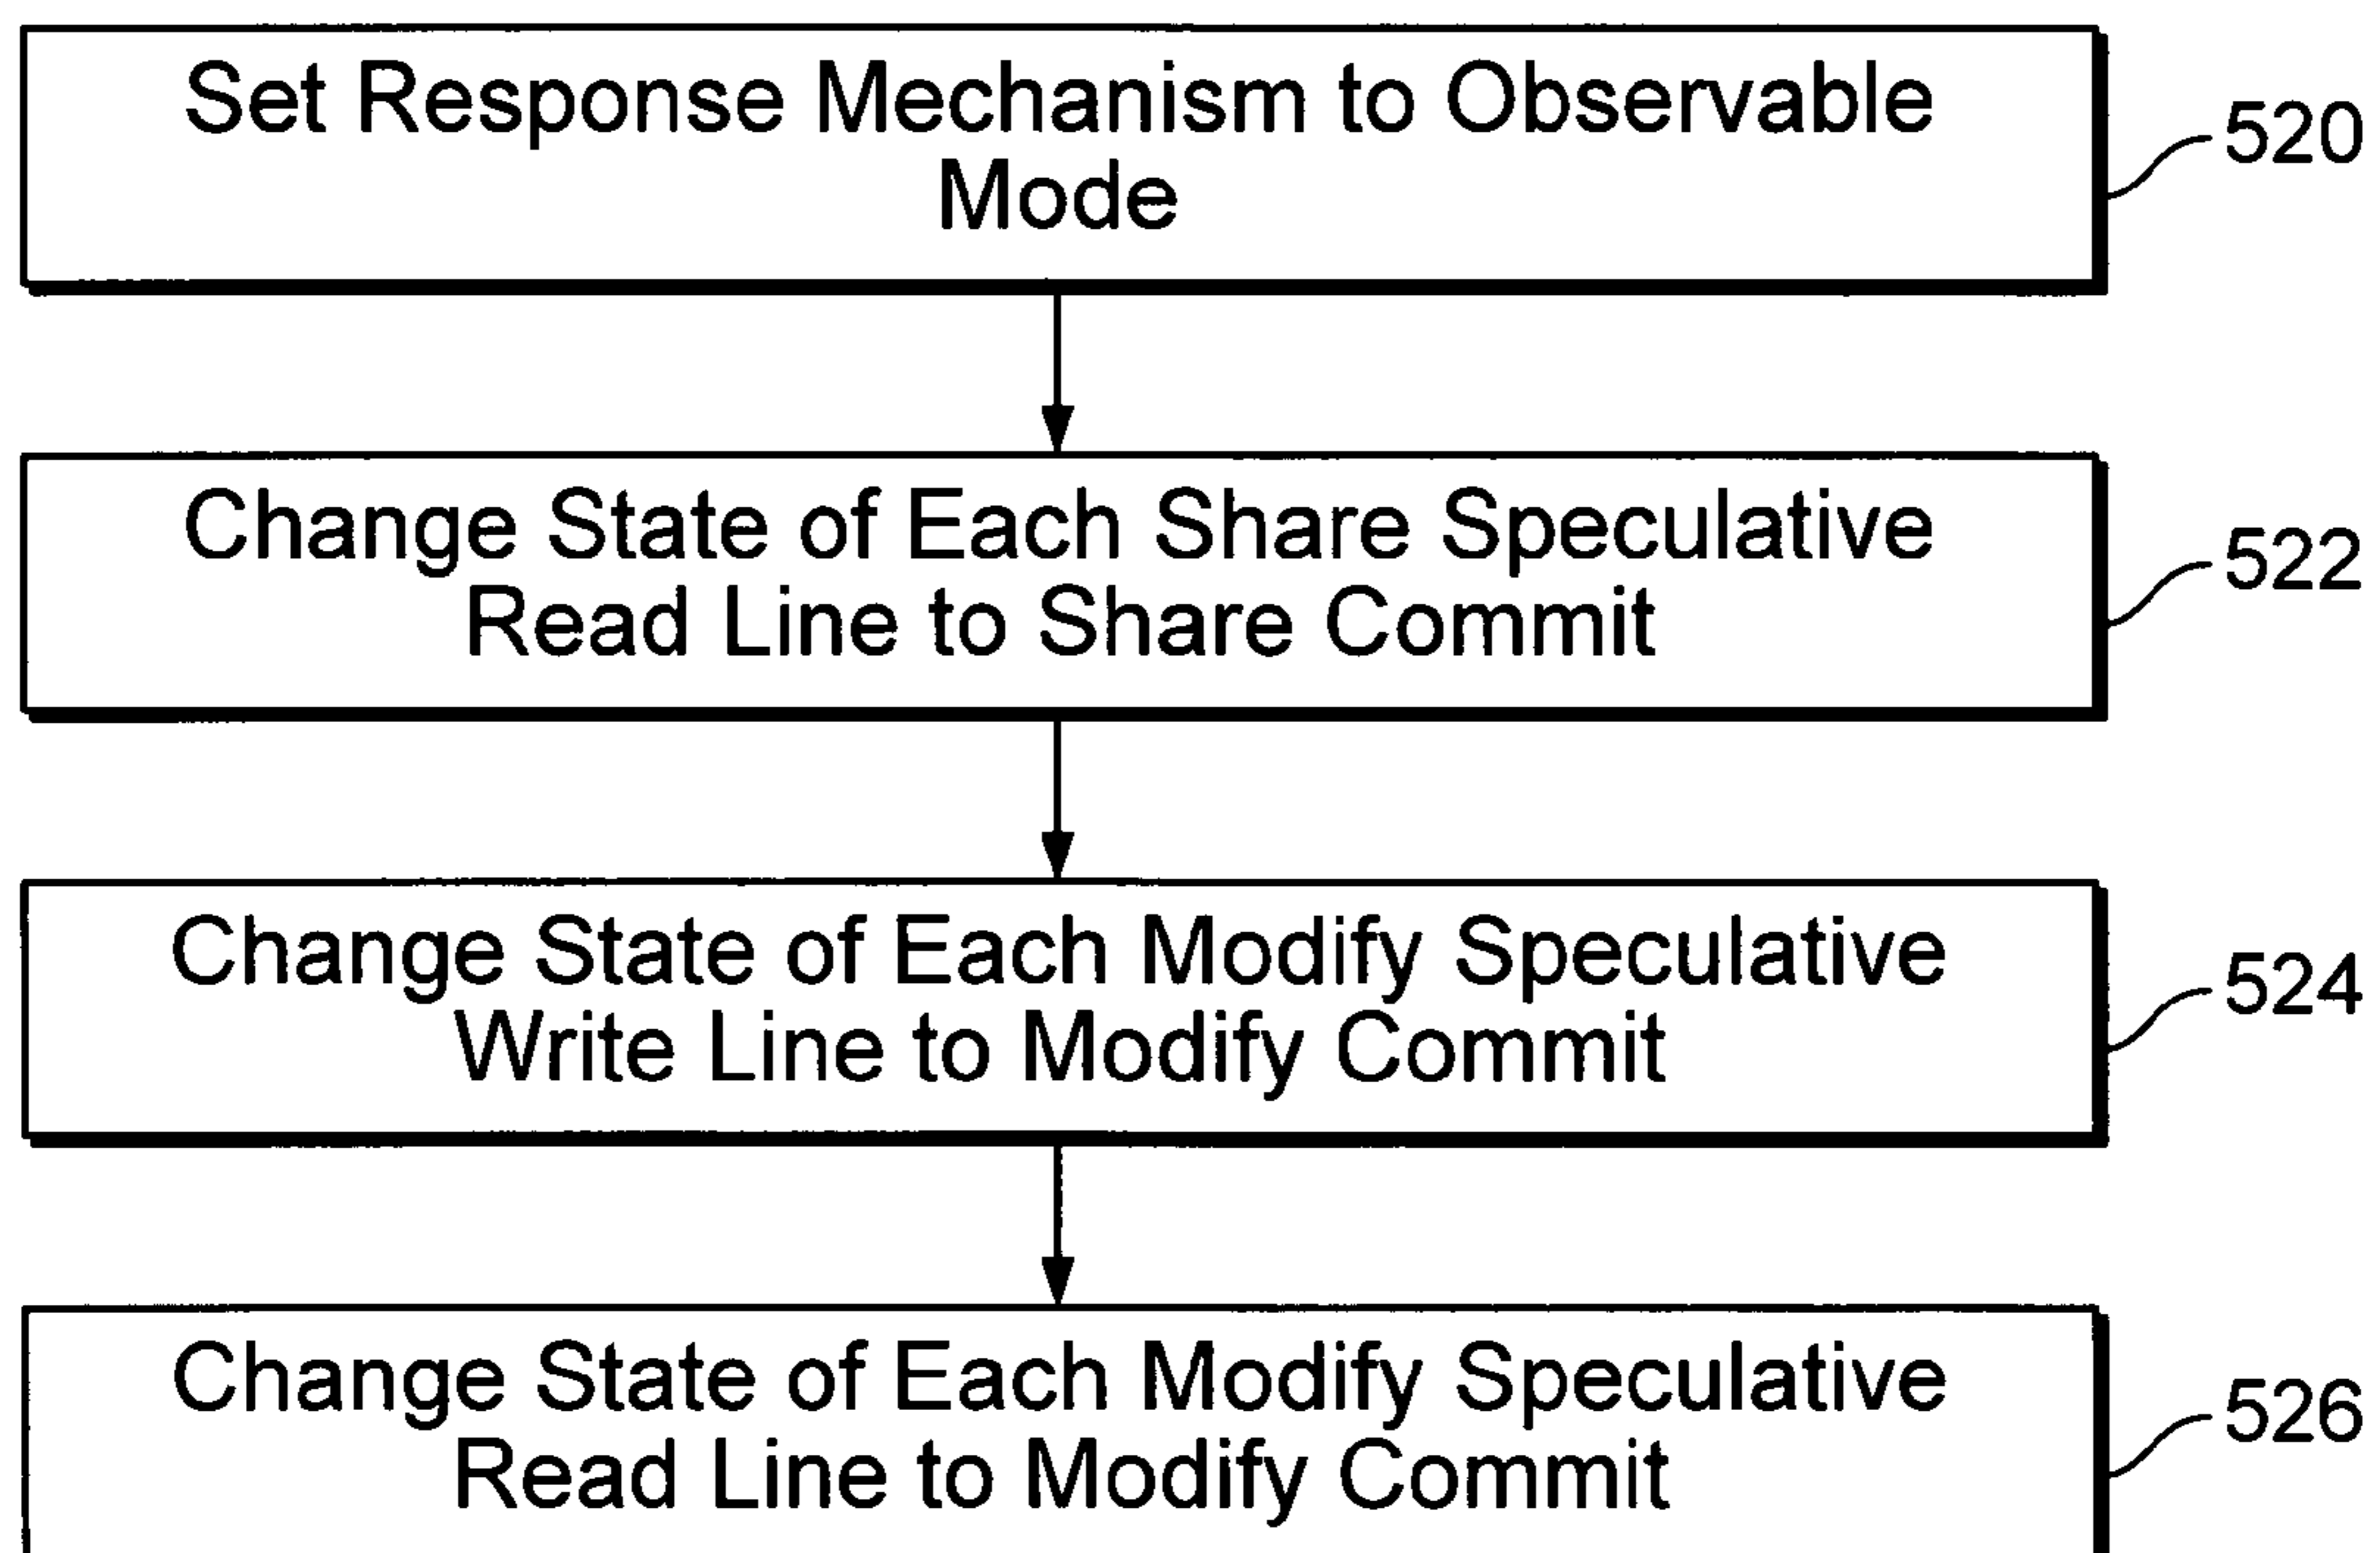 Set Response Mechanism to Observable
Mode
520
Change State of Each Share Speculative
Read Line to Share Commit
522
Change State of Each Modify Speculative
Write Line to Modify Commit
524
Change State of Each Modify Speculative
Read Line to Modify Commit
526